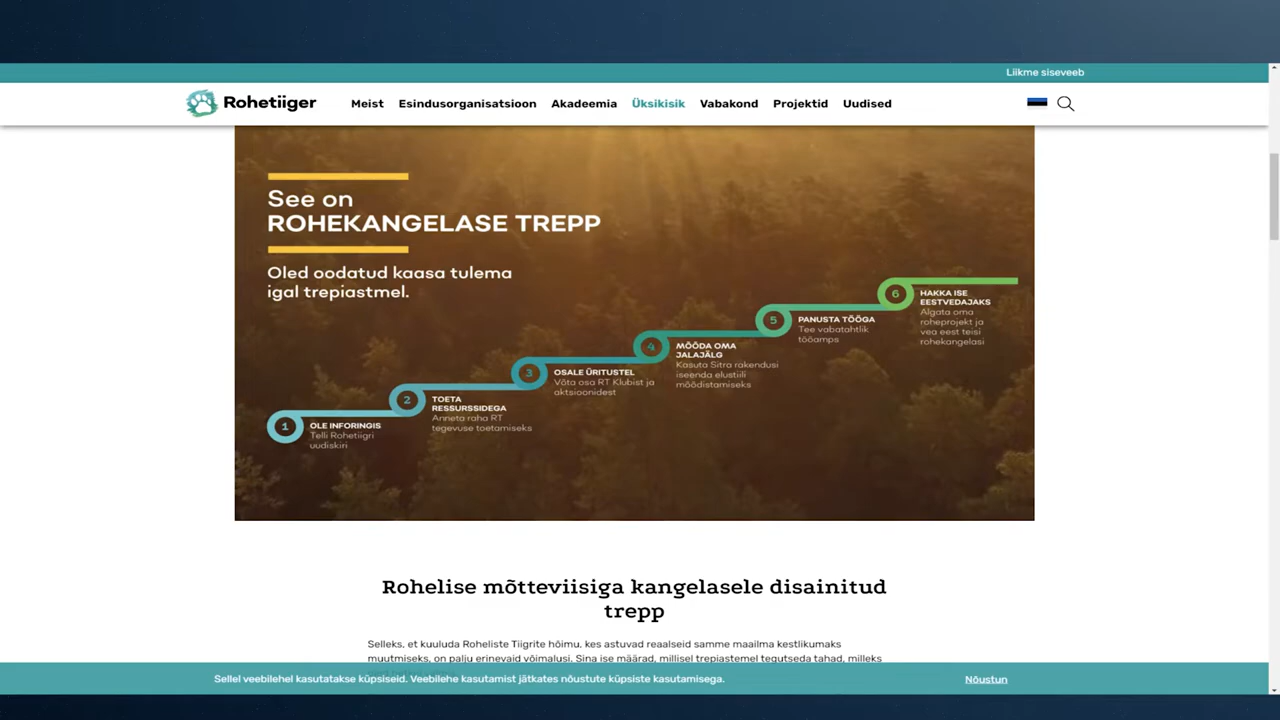 Liikme siseveeb
Rohetiiger
Meist Esindusorganisatsioon Akadeemia Üksikisik Vabakond Projektid Uudised
See on
ROHEKANGELASE TREPP
Oled oodatud kaasa tulema
igal trepiastmel.
1
OLE INFORINGIS
Telli Rohetiigri
uudiskiri
2
TOETA
RESSURSSIDEGA
Anneta raha RT
tegevuse toetamiseks
3
OSALE ÜRITUSTEL
Võta osa RT Klubist ja
aktsioonidest
4
MÕÕDA OMA
JALAJÄLG
Kasuta Sitra rakendusi
iseenda elustiili
mõõdistamiseks
5
PANUSTA TÖÖGA
Tee vabatahtlik
tööamps
6
HAKKA ISE
EESTVEDAJAKS
Algata oma
roheprojekt ja
vea eest teisi
rohekangelasi
Rohelise mõtteviisiga kangelasele disainitud
trepp
Selleks, et kuuluda Roheliste Tiigrite hõimu, kes astuvad reaalseid samme maailma kestlikumaks
muutmiseks, on palju erinevaid võimalusi. Sina ise määrad, millisel trepiastemel tegutseda tahad, milleks
Sellel veebilehel kasutatakse küpsiseid. Veebilehe kasutamist jätkates nõustute küpsiste kasutamisega.
Nõustun